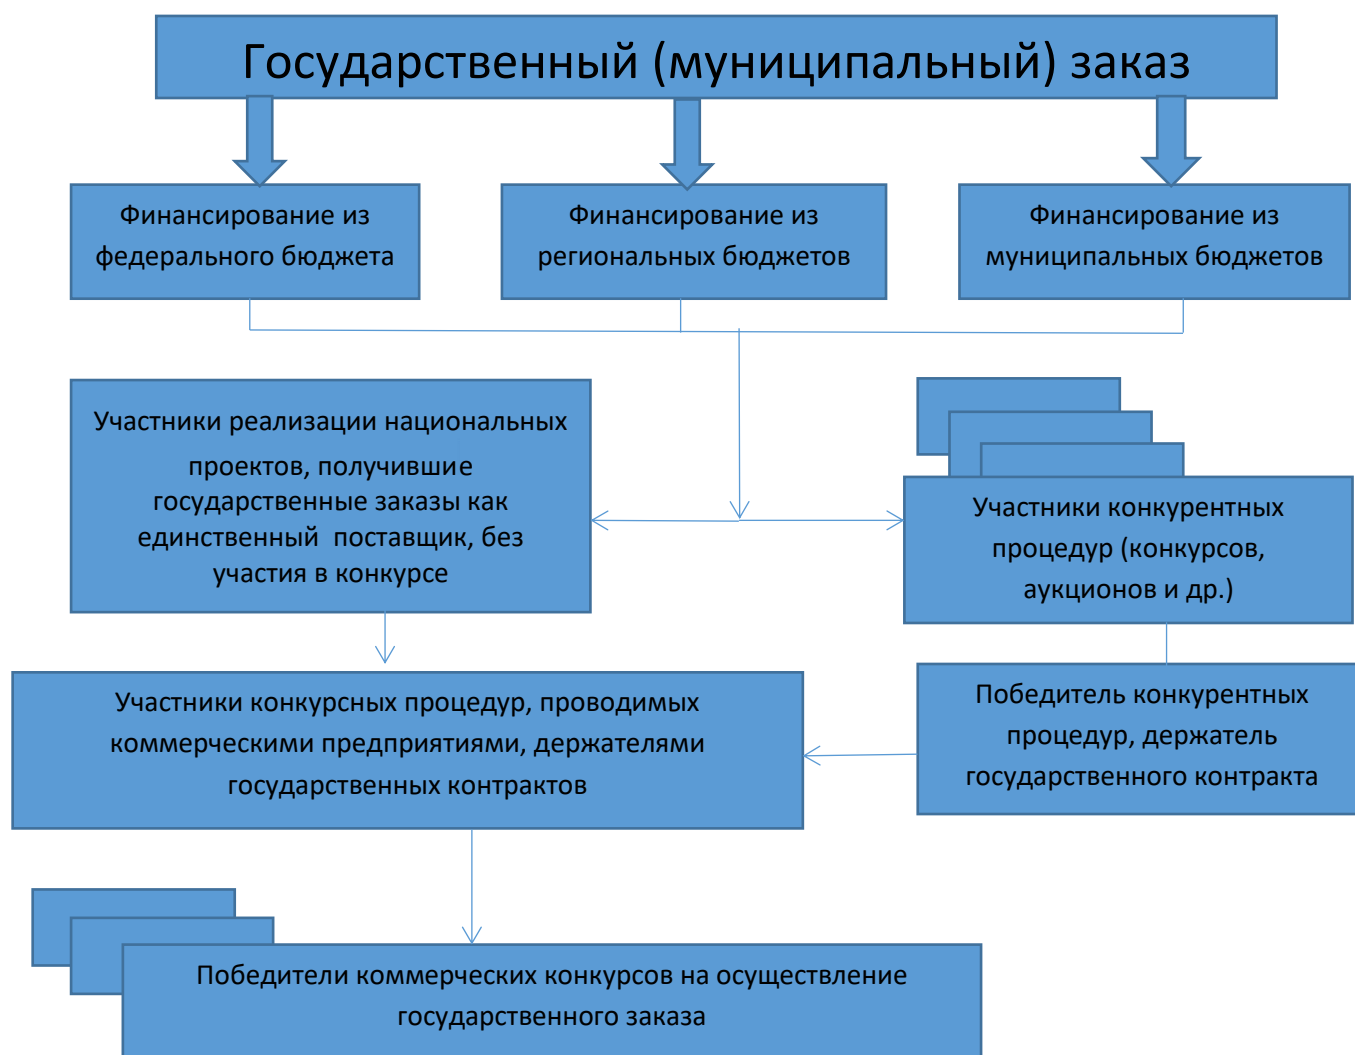 Государственный (муниципальный) заказ
Финансирование из
федерального бюджета
Финансирование из
региональных бюджетов
Финансирование из
муниципальных бюджетов
Участники реализации национальных
проектов, получившие
государственные заказы как
единственный поставщик, без
участия в конкурсе
Участники конкурентных
процедур (конкурсов,
аукционов и др.)
Участники конкурсных процедур, проводимых
коммерческими предприятиями, держателями
государственных контрактов
Победитель конкурентных
процедур, держатель
государственного контракта
Победители коммерческих конкурсов на осуществление
государственного заказа